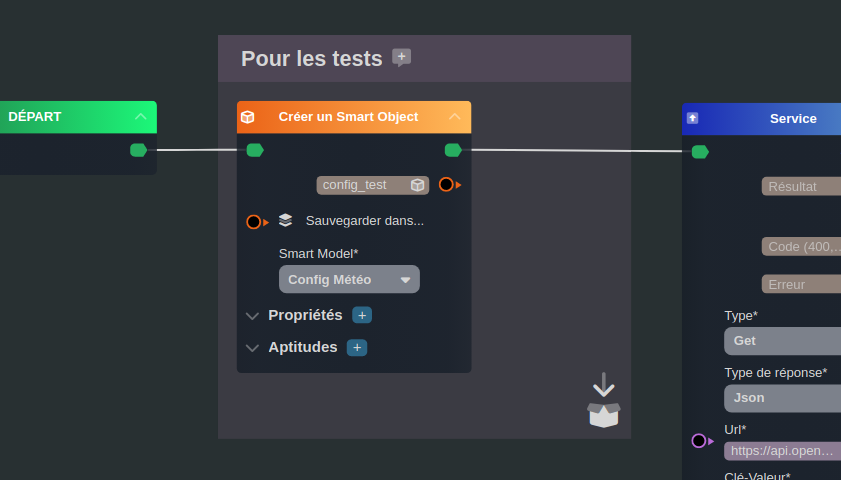 Pour les tests
DÉPART
Créer un Smart Object
Service
config_test
Résultat
Sauvegarder dans...
Code (400,...
Smart Model*
Config Météo
Erreur
Propriétés
Type*
Get
Aptitudes
Type de réponse*
Json
Url*
https://api.open...
Clé-Valeur*